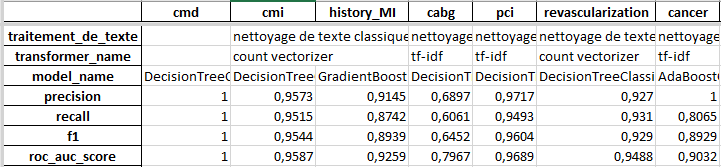 cmd cmi history_MI cabg pci revascularization cancer
traitement_de_texte nettoyage de texte classique nettoyage nettoyage nettoyage de texte nettoyage
transformer_name count vectorizer tf-idf tf-idf count vectorizer tf-idf
model_name DecisionTreeC DecisionTree GradientBoost DecisionT DecisionT DecisionTreeClassi AdaBoostC
precision 1 0,9573 0,9145 0,6897 0,9717 0,927 1
recall 1 0,9515 0,8742 0,6061 0,9493 0,931 0,8065
f1 1 0,9544 0,8939 0,6452 0,9604 0,929 0,8929
roc_auc_score 1 0,9587 0,9259 0,7967 0,9689 0,9488 0,9032